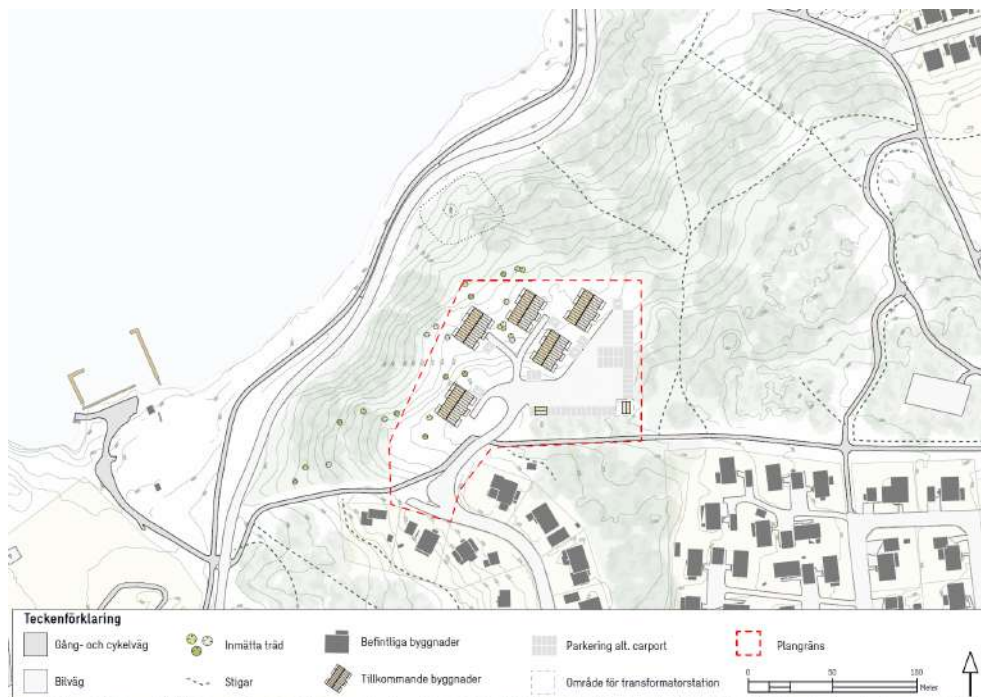 Teckenförklaring
Gång- och cykelväg
Inmätta träd
Befintliga byggnader
Parkering alt. carport
Plangräns
Bilväg
Stigar
Tillkommande byggnader
Område för transformatorstation
0 50 100
Meter